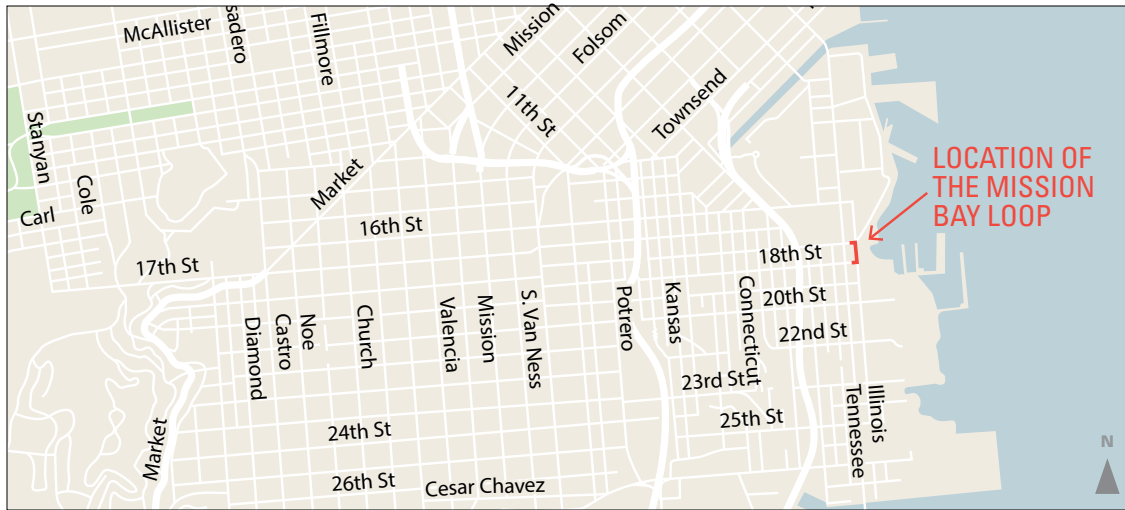 McAllister
sadero
Fillmore
Mission
Folsom
11th St
Townsend
Stanyan
Cole
Carl
Market
16th St
17th St
18th St
LOCATION OF
THE MISSION
BAY LOOP
Diamond
Castro
Noe
Church
Valencia
Mission
S. Van Ness
Potrero
Kansas
Connecticut
20th St
22nd St
23rd St
25th St
Illinois
Tennessee
Market
24th St
26th St
Cesar Chavez
N